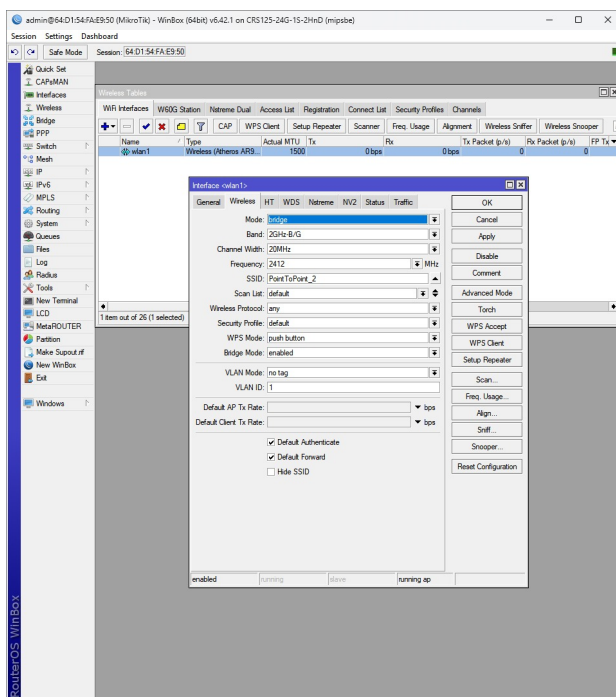 admin@64:D1:54:FA:E9:50 (MikroTik) - WinBox (64bit) v6.42.1 on CRS125-24G-1S-2HnD (mipsbe)
Session Settings Dashboard
Safe Mode Session: 64:D1:54:FA:E9:50
Quick Set
CAPsMAN
Interfaces
Wireless
Bridge
PPP
Switch
Mesh
IP
IPv6
MPLS
Routing
System
Queues
Files
Log
Radius
Tools
New Terminal
LCD
MetaROUTER
Partition
Make Supout.rif
New WinBox
Exit
Windows
RouterOS WinBox
Wireless Tables
WiFi Interfaces W60G Station Nstreme Dual Access List Registration Connect List Security Profiles Channels
CAP WPS Client Setup Repeater Scanner Freq. Usage Alignment Wireless Sniffer Wireless Snooper
Name Type Actual MTU Tx Rx Tx Packet (p/s) Rx Packet (p/s) FP Tx
wlan1 Wireless (Atheros AR9... 1500 0 bps 0 bps 0 0
1 item out of 26 (1 selected)
Interface <wlan1>
General Wireless HT WDS Nstreme NV2 Status Traffic
Mode: bridge
Band: 2GHz-B/G
Channel Width: 20MHz
Frequency: 2412 MHz
SSID: PointToPoint_2
Scan List: default
Wireless Protocol: any
Security Profile: default
WPS Mode: push button
Bridge Mode: enabled
VLAN Mode: no tag
VLAN ID: 1
Default AP Tx Rate: bps
Default Client Tx Rate: bps
Default Authenticate
Default Forward
Hide SSID
OK
Cancel
Apply
Disable
Comment
Advanced Mode
Torch
WPS Accept
WPS Client
Setup Repeater
Scan...
Freq. Usage...
Align...
Sniff...
Snooper...
Reset Configuration
enabled running slave running ap